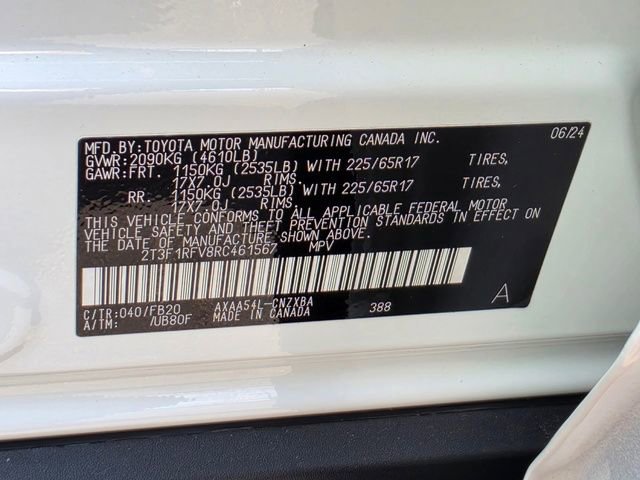 MFD.BY:TOYOTA MOTOR MANUFACTURING CANADA INC. 06/24
GVWR:2090KG (4610LB)
GAWR:FRT. 1150KG (2535LB) WITH 225/65R17 TIRES,
17X7.0J RIMS,
RR. 1150KG (2535LB) WITH 225/65R17 TIRES,
17X7.0J RIMS.
THIS VEHICLE CONFORMS TO ALL APPLICABLE FEDERAL MOTOR
VEHICLE SAFETY AND THEFT PREVENTION STANDARDS IN EFFECT ON
THE DATE OF MANUFACTURE SHOWN ABOVE.
2T3F1RFV8RC461567 MPV
C/TR:040/FB20 AXAA54L-CNZXBA 388 A
A/TM: /UB80F MADE IN CANADA